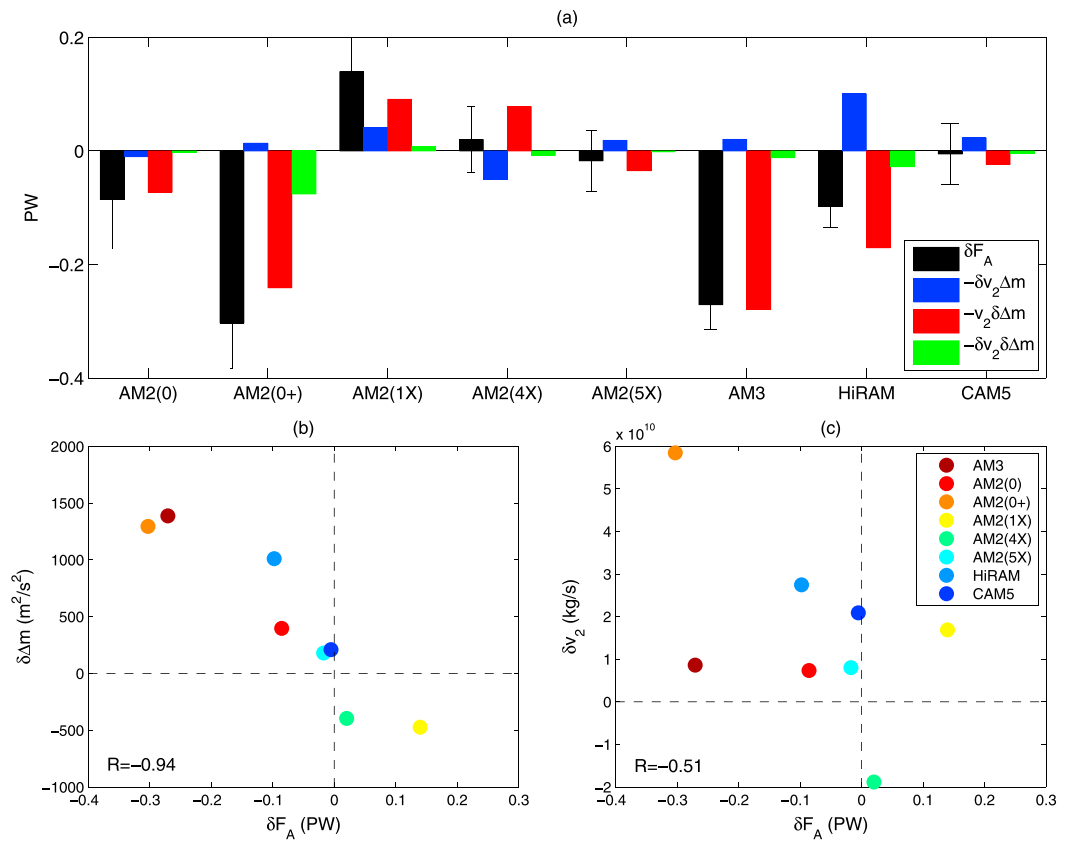 (a)
0.2
0
−0.2
−0.4
PW
AM2(0) AM2(0+) AM2(1X) AM2(4X) AM2(5X) AM3 HiRAM CAM5
δF_A
−δv_2Δm
−v_2δΔm
−δv_2δΔm
(b)
2000
1500
1000
500
0
−500
−1000
δΔm (m^2/s^2)
R=−0.94
−0.4 −0.3 −0.2 −0.1 0 0.1 0.2 0.3
δF_A (PW)
(c)
x 10^10
6
5
4
3
2
1
0
−1
−2
δv_2 (kg/s)
AM3
AM2(0)
AM2(0+)
AM2(1X)
AM2(4X)
AM2(5X)
HiRAM
CAM5
R=−0.51
−0.4 −0.3 −0.2 −0.1 0 0.1 0.2 0.3
δF_A (PW)